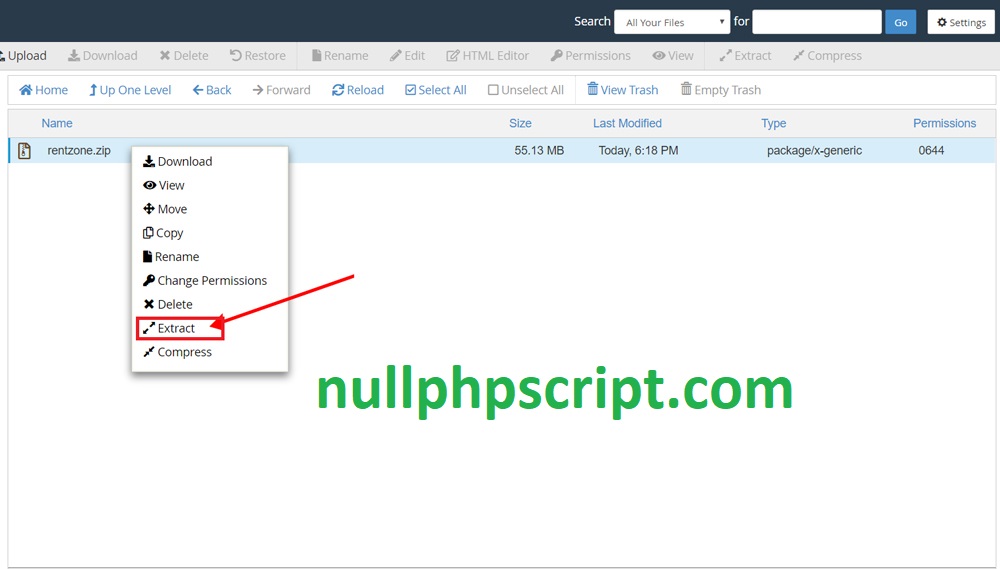 Search All Your Files for Go Settings
Upload Download Delete Restore Rename Edit HTML Editor Permissions View Extract Compress
Home Up One Level Back Forward Reload Select All Unselect All View Trash Empty Trash
Name Size Last Modified Type Permissions
rentzone.zip 55.13 MB Today, 6:18 PM package/x-generic 0644
Download
View
Move
Copy
Rename
Change Permissions
Delete
Extract
Compress
nullphpscript.com